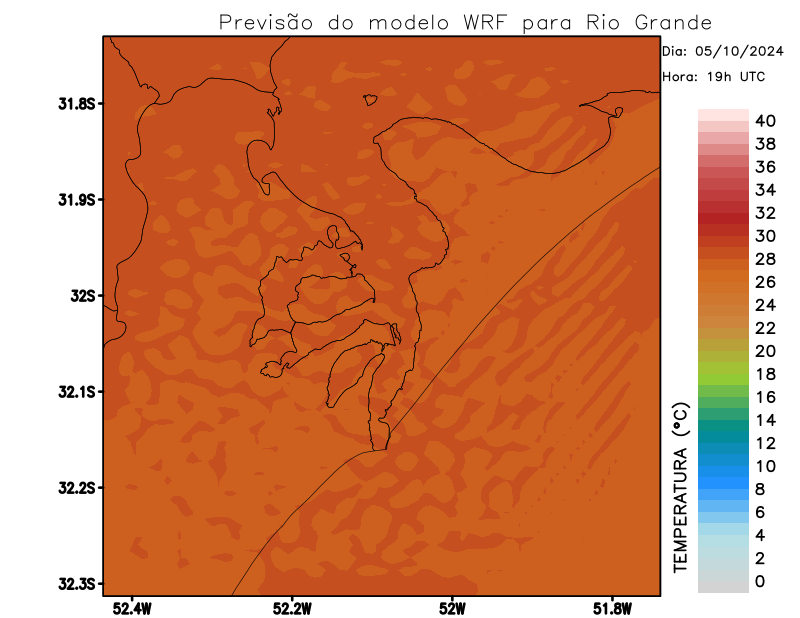 Previsão do modelo WRF para Rio Grande
Dia: 05/10/2024
Hora: 19h UTC
31.8S
31.9S
32S
32.1S
32.2S
32.3S
52.4W
52.2W
52W
51.8W
40
38
36
34
32
30
28
26
24
22
20
18
16
14
12
10
8
6
4
2
0
TEMPERATURA (°C)